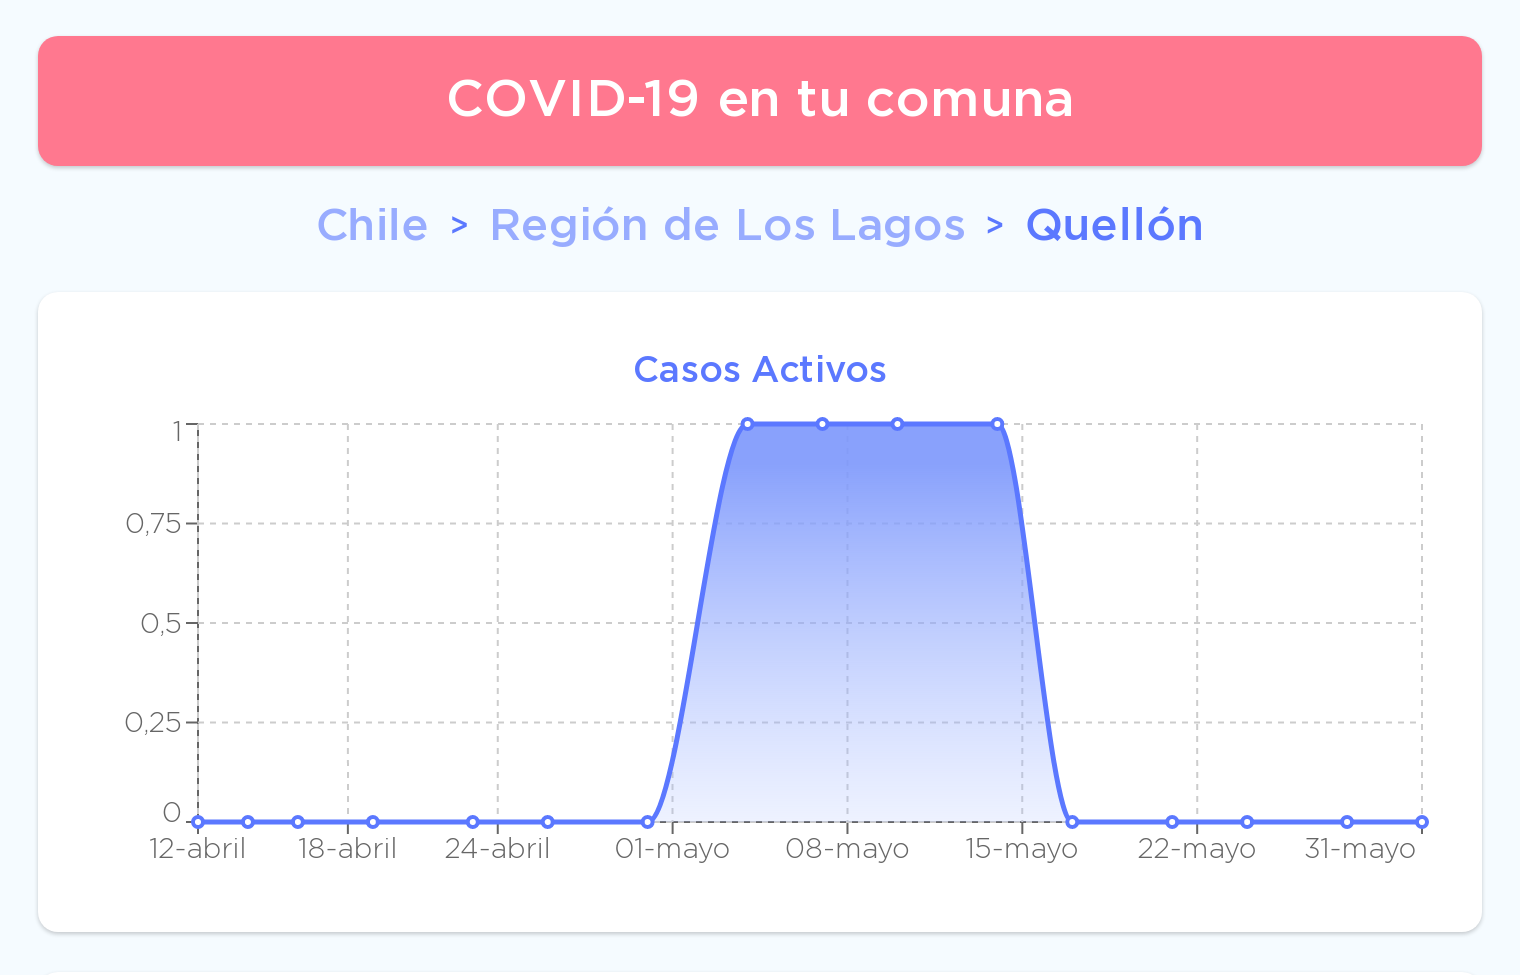 COVID-19 en tu comuna
Chile > Región de Los Lagos > Quellón
Casos Activos
1
0,75
0,5
0,25
0
12-abril 18-abril 24-abril 01-mayo 08-mayo 15-mayo 22-mayo 31-mayo